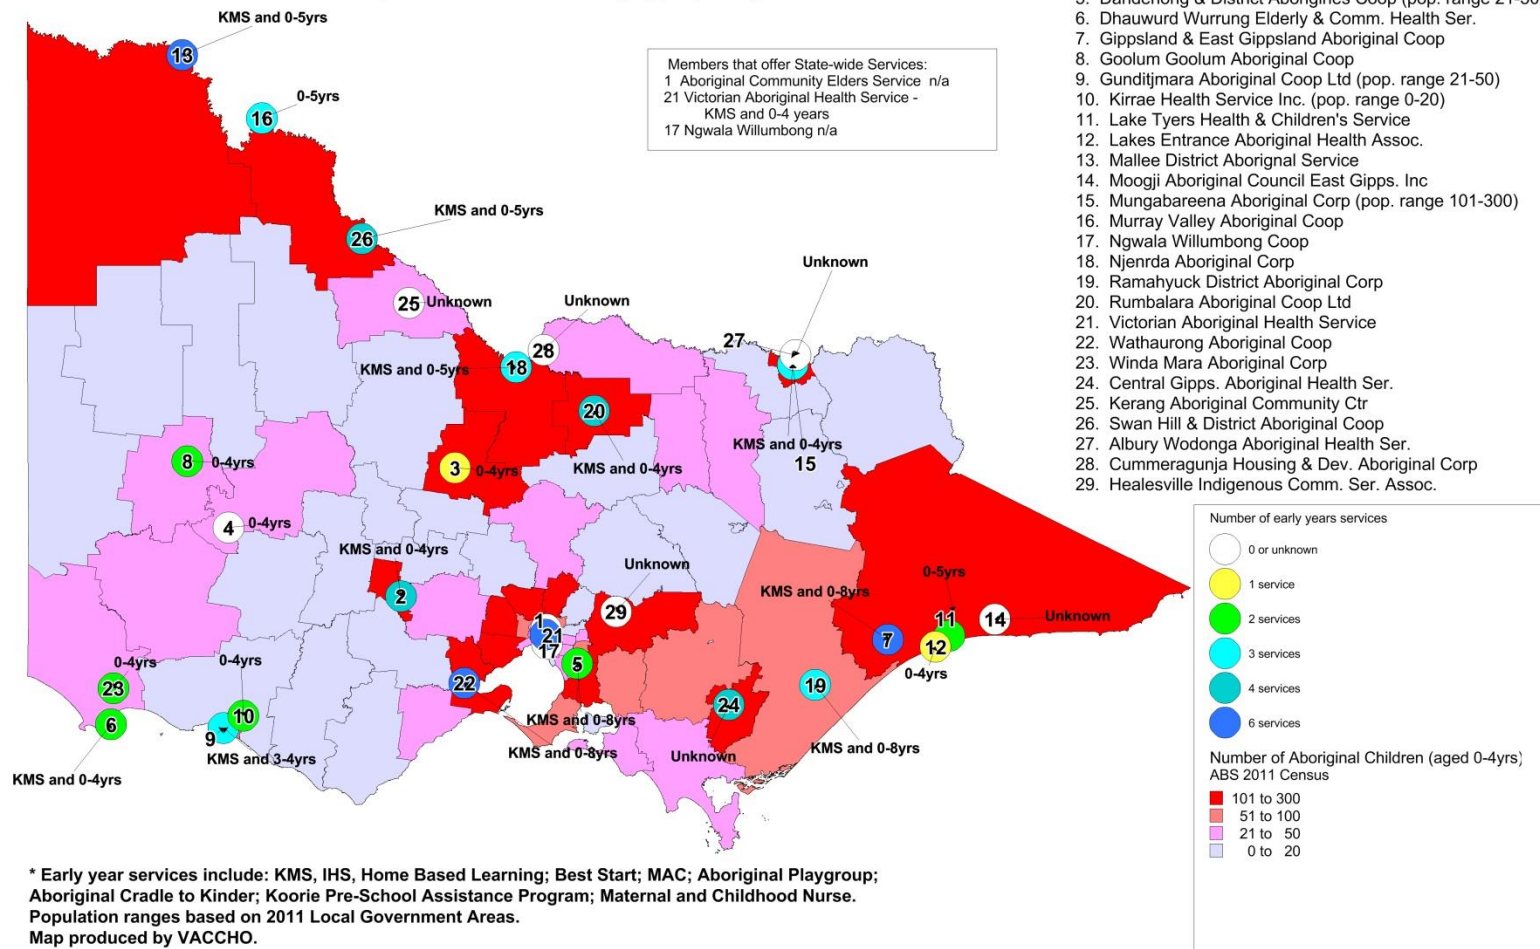 KMS and 0-5yrs
13
16
0-5yrs
KMS and 0-5yrs
26
25
Unknown
Unknown
28
Unknown
27
KMS and 0-5yrs
18
20
KMS and 0-4yrs
KMS and 0-4yrs
15
8
0-4yrs
3
0-4yrs
4
0-4yrs
KMS and 0-4yrs
2
Unknown
29
1
21
17
5
KMS and 0-8yrs
0-5yrs
11
14
Unknown
7
12
0-4yrs
0-4yrs
23
0-4yrs
10
6
KMS and 0-4yrs
9
KMS and 3-4yrs
22
KMS and 0-8yrs
KMS and 0-8yrs
24
Unknown
19
KMS and 0-8yrs
Members that offer State-wide Services:
1 Aboriginal Community Elders Service n/a
21 Victorian Aboriginal Health Service -
KMS and 0-4 years
17 Ngwala Willumbong n/a
6. Dhauwurd Wurrung Elderly & Comm. Health Ser.
7. Gippsland & East Gippsland Aboriginal Coop
8. Goolum Goolum Aboriginal Coop
9. Gunditjmara Aboriginal Coop Ltd (pop. range 21-50)
10. Kirrae Health Service Inc. (pop. range 0-20)
11. Lake Tyers Health & Children's Service
12. Lakes Entrance Aboriginal Health Assoc.
13. Mallee District Aborignal Service
14. Moogji Aboriginal Council East Gipps. Inc
15. Mungabareena Aboriginal Corp (pop. range 101-300)
16. Murray Valley Aboriginal Coop
17. Ngwala Willumbong Coop
18. Njenrda Aboriginal Corp
19. Ramahyuck District Aboriginal Corp
20. Rumbalara Aboriginal Coop Ltd
21. Victorian Aboriginal Health Service
22. Wathaurong Aboriginal Coop
23. Winda Mara Aboriginal Corp
24. Central Gipps. Aboriginal Health Ser.
25. Kerang Aboriginal Community Ctr
26. Swan Hill & District Aboriginal Coop
27. Albury Wodonga Aboriginal Health Ser.
28. Cummeragunja Housing & Dev. Aboriginal Corp
29. Healesville Indigenous Comm. Ser. Assoc.
Number of early years services
0 or unknown
1 service
2 services
3 services
4 services
6 services
Number of Aboriginal Children (aged 0-4yrs)
ABS 2011 Census
101 to 300
51 to 100
21 to 50
0 to 20
* Early year services include: KMS, IHS, Home Based Learning; Best Start; MAC; Aboriginal Playgroup;
Aboriginal Cradle to Kinder; Koorie Pre-School Assistance Program; Maternal and Childhood Nurse.
Population ranges based on 2011 Local Government Areas.
Map produced by VACCHO.